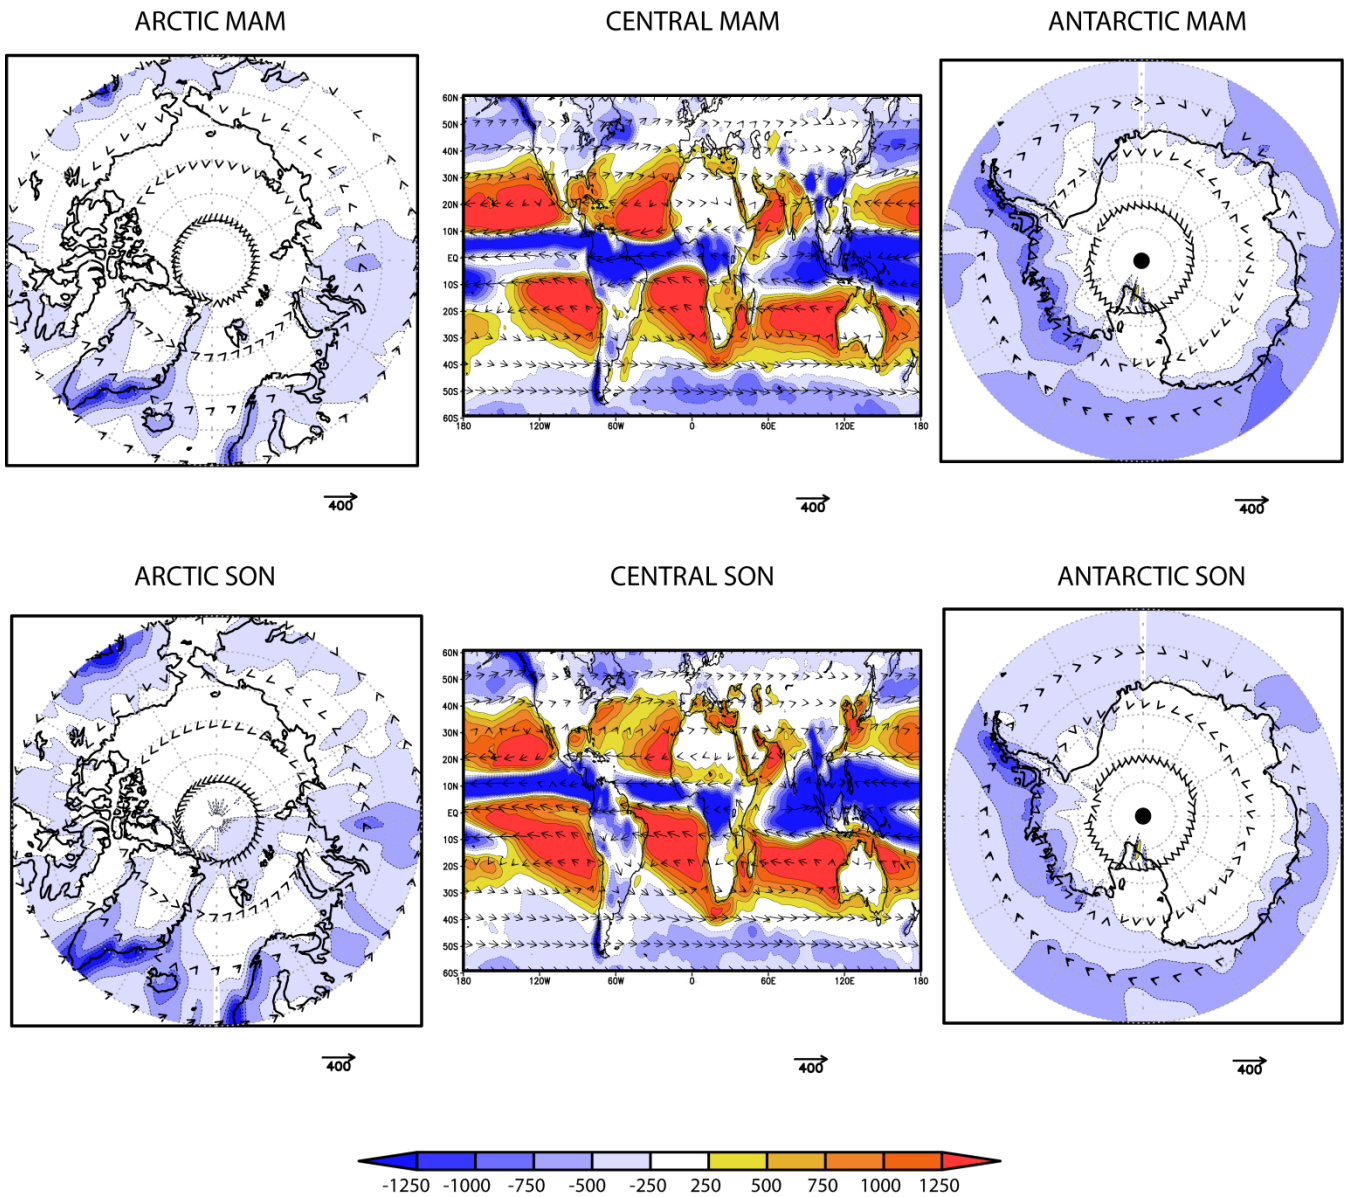 ARCTIC MAM
CENTRAL MAM
ANTARCTIC MAM
60N
50N
40N
30N
20N
10N
EQ
10S
20S
30S
40S
50S
60S
180 120W 60W 0 60E 120E 180
400
400
400
ARCTIC SON
CENTRAL SON
ANTARCTIC SON
60N
50N
40N
30N
20N
10N
EQ
10S
20S
30S
40S
50S
60S
180 120W 60W 0 60E 120E 180
400
400
400
-1250 -1000 -750 -500 -250 250 500 750 1000 1250